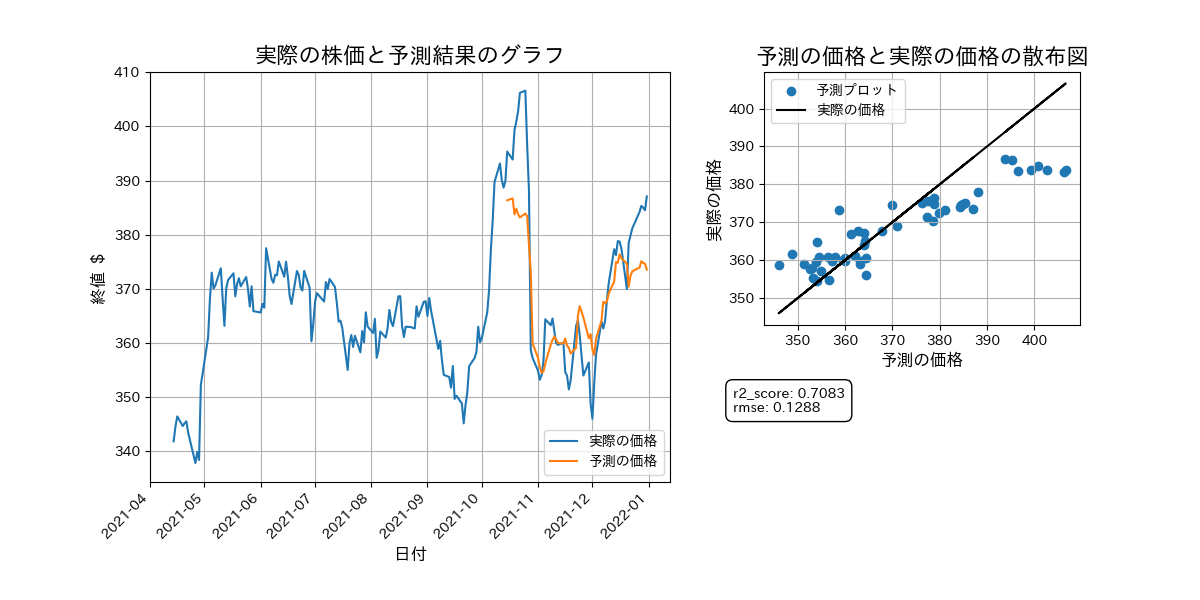 実際の株価と予測結果のグラフ
終値 $
410
400
390
380
370
360
350
340
2021-04
2021-05
2021-06
2021-07
2021-08
2021-09
2021-10
2021-11
2021-12
2022-01
日付
実際の価格
予測の価格
予測の価格と実際の価格の散布図
実際の価格
400
390
380
370
360
350
350
360
370
380
390
400
予測の価格
予測プロット
実際の価格
r2_score: 0.7083
rmse: 0.1288